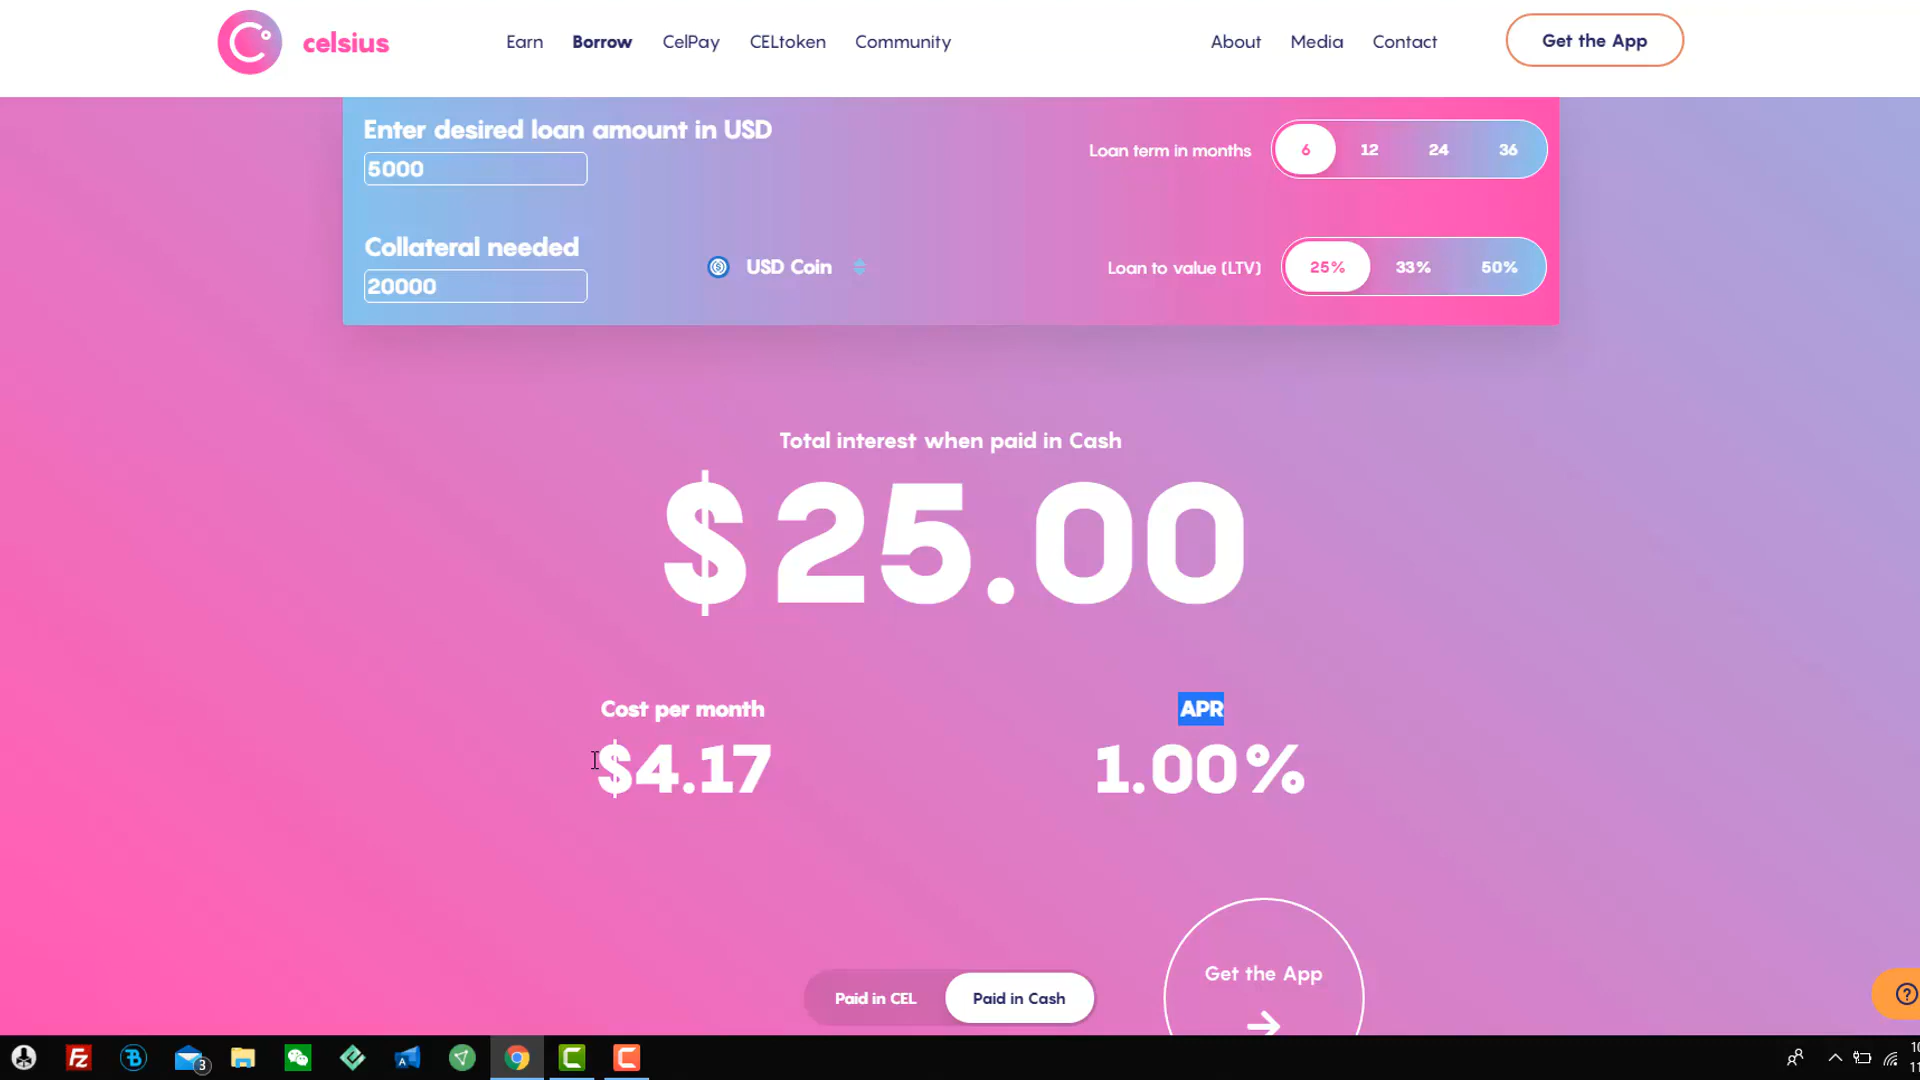 celsius
Earn Borrow CelPay CELtoken Community About Media Contact Get the App
Enter desired loan amount in USD
5000
Loan term in months 6 12 24 36
Collateral needed
20000
USD Coin
Loan to value (LTV) 25% 33% 50%
Total interest when paid in Cash
$25.00
Cost per month
$4.17
APR
1.00%
Get the App
Paid in CEL Paid in Cash
3